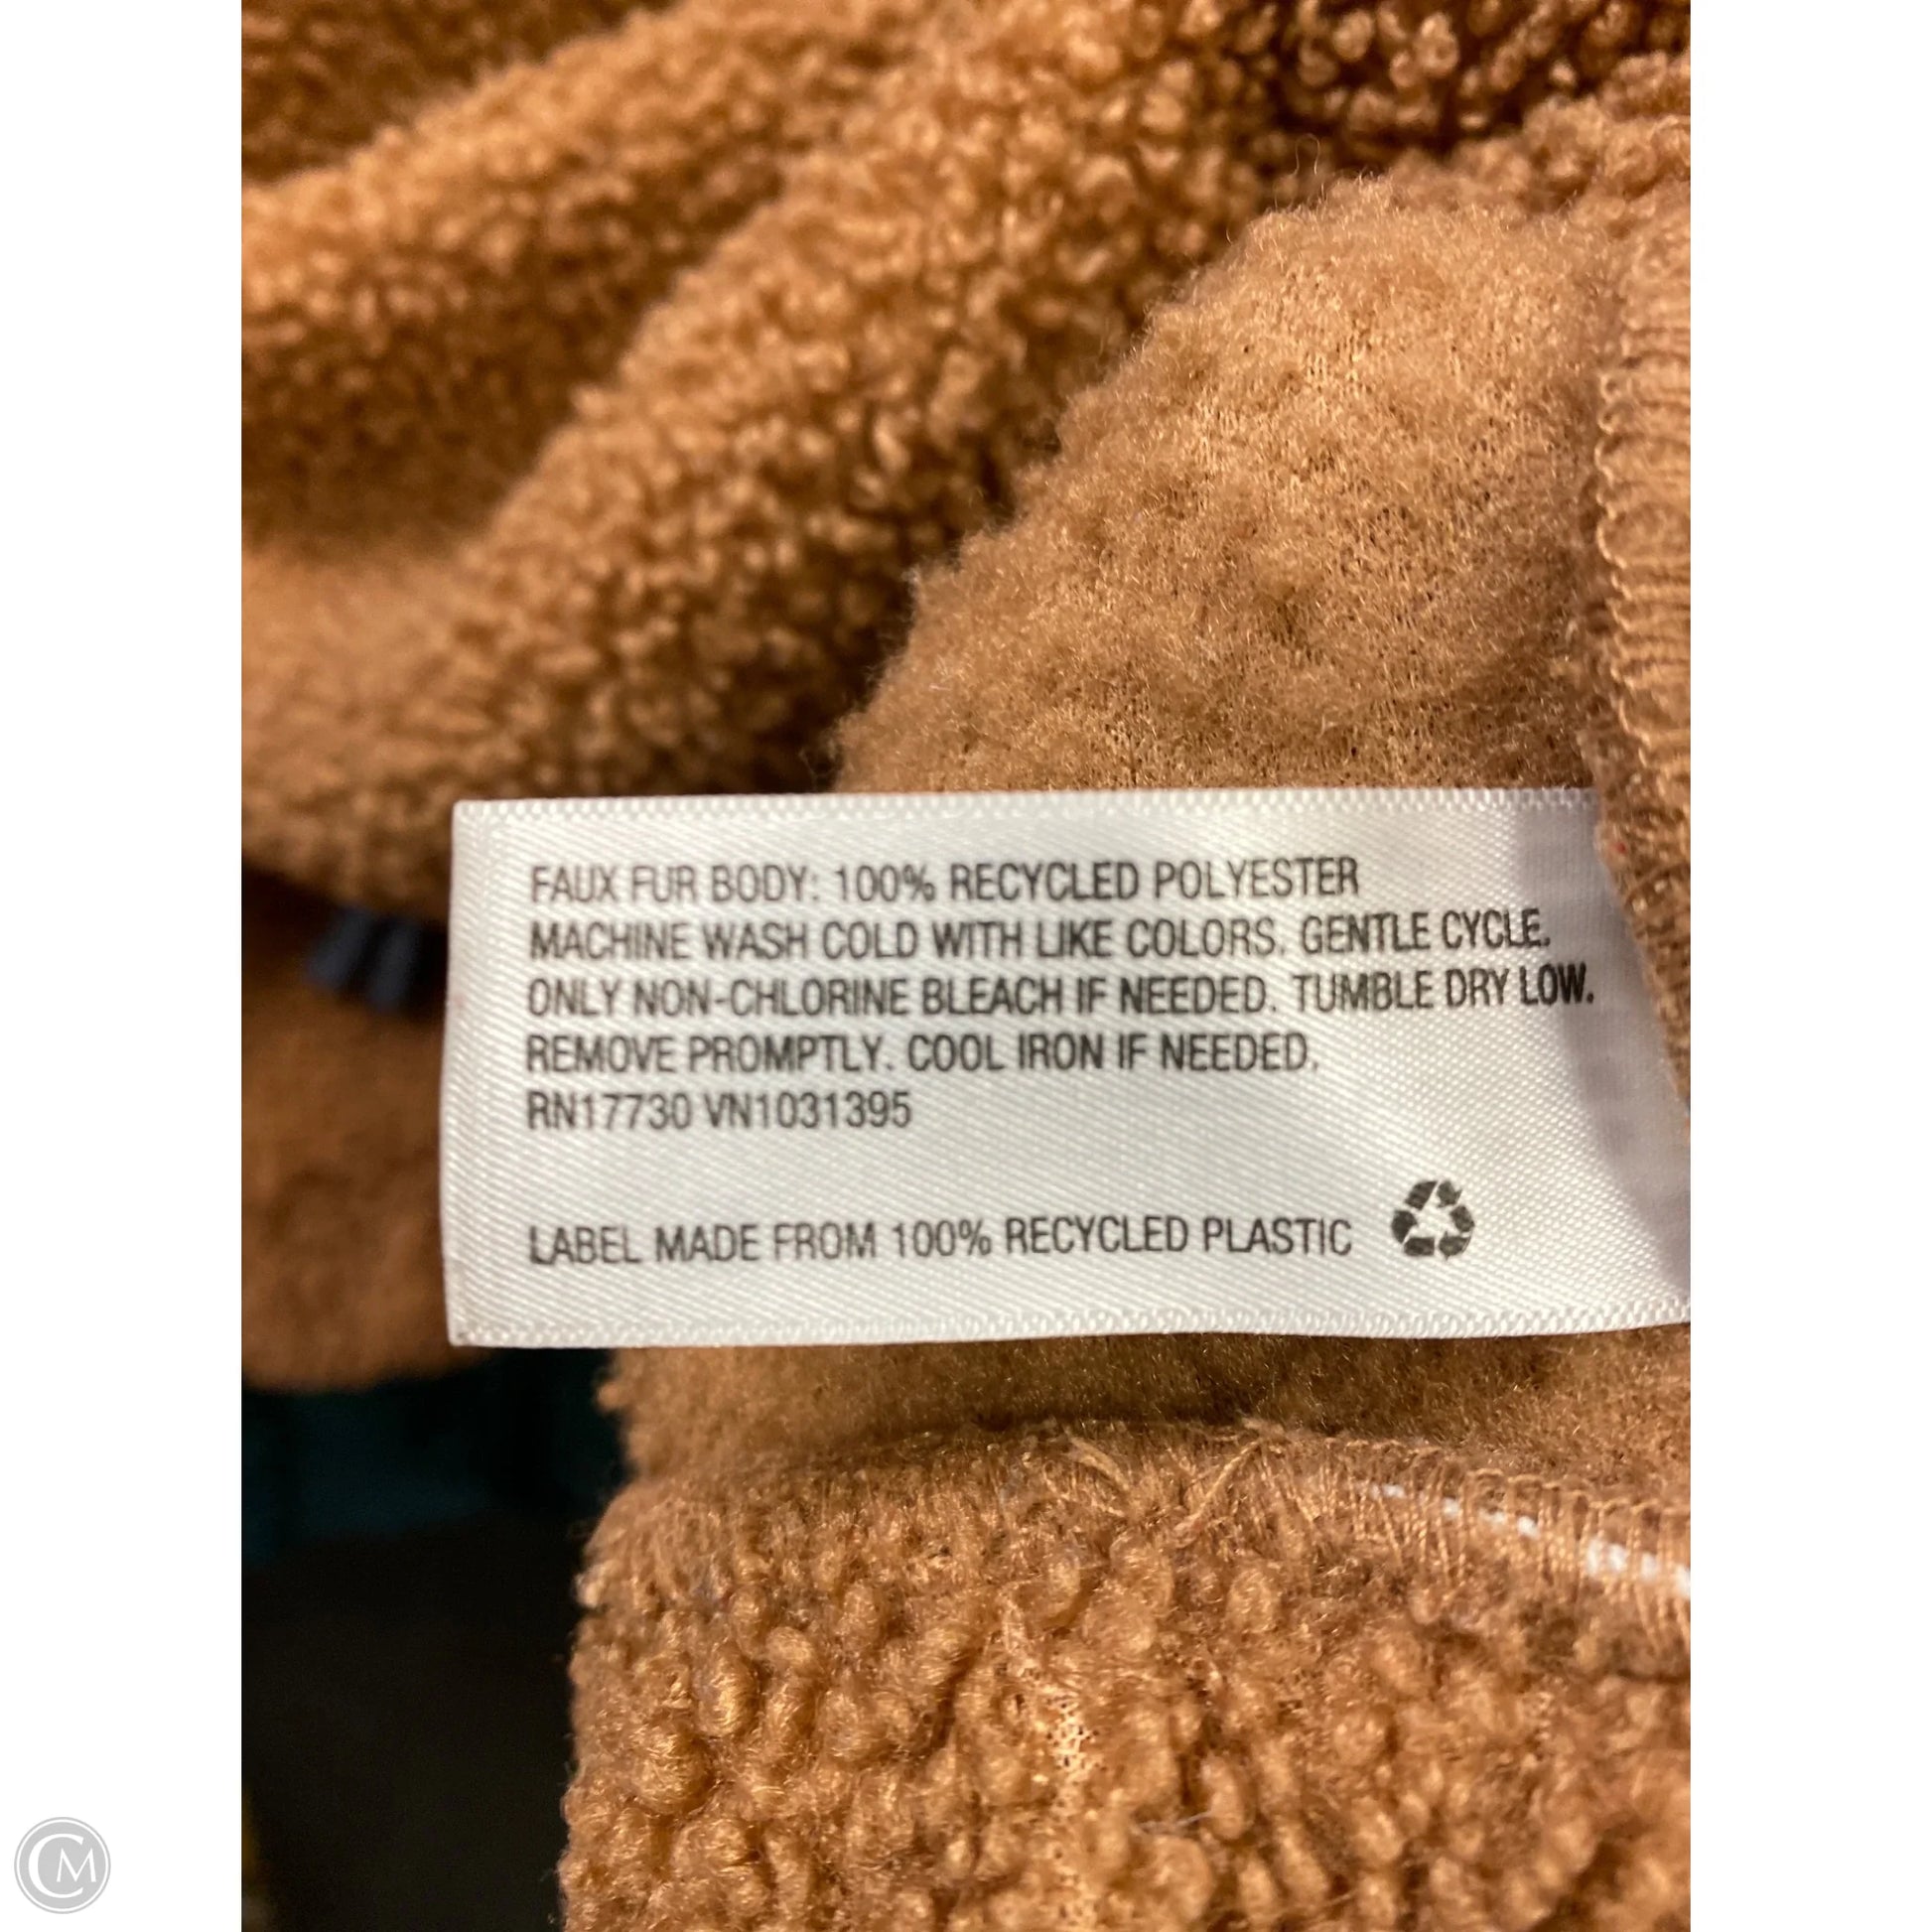 FAUX FUR BODY: 100% RECYCLED POLYESTER
MACHINE WASH COLD WITH LIKE COLORS. GENTLE CYCLE.
ONLY NON-CHLORINE BLEACH IF NEEDED. TUMBLE DRY LOW.
REMOVE PROMPTLY. COOL IRON IF NEEDED.
RN17730 VN1031395
LABEL MADE FROM 100% RECYCLED PLASTIC
CM